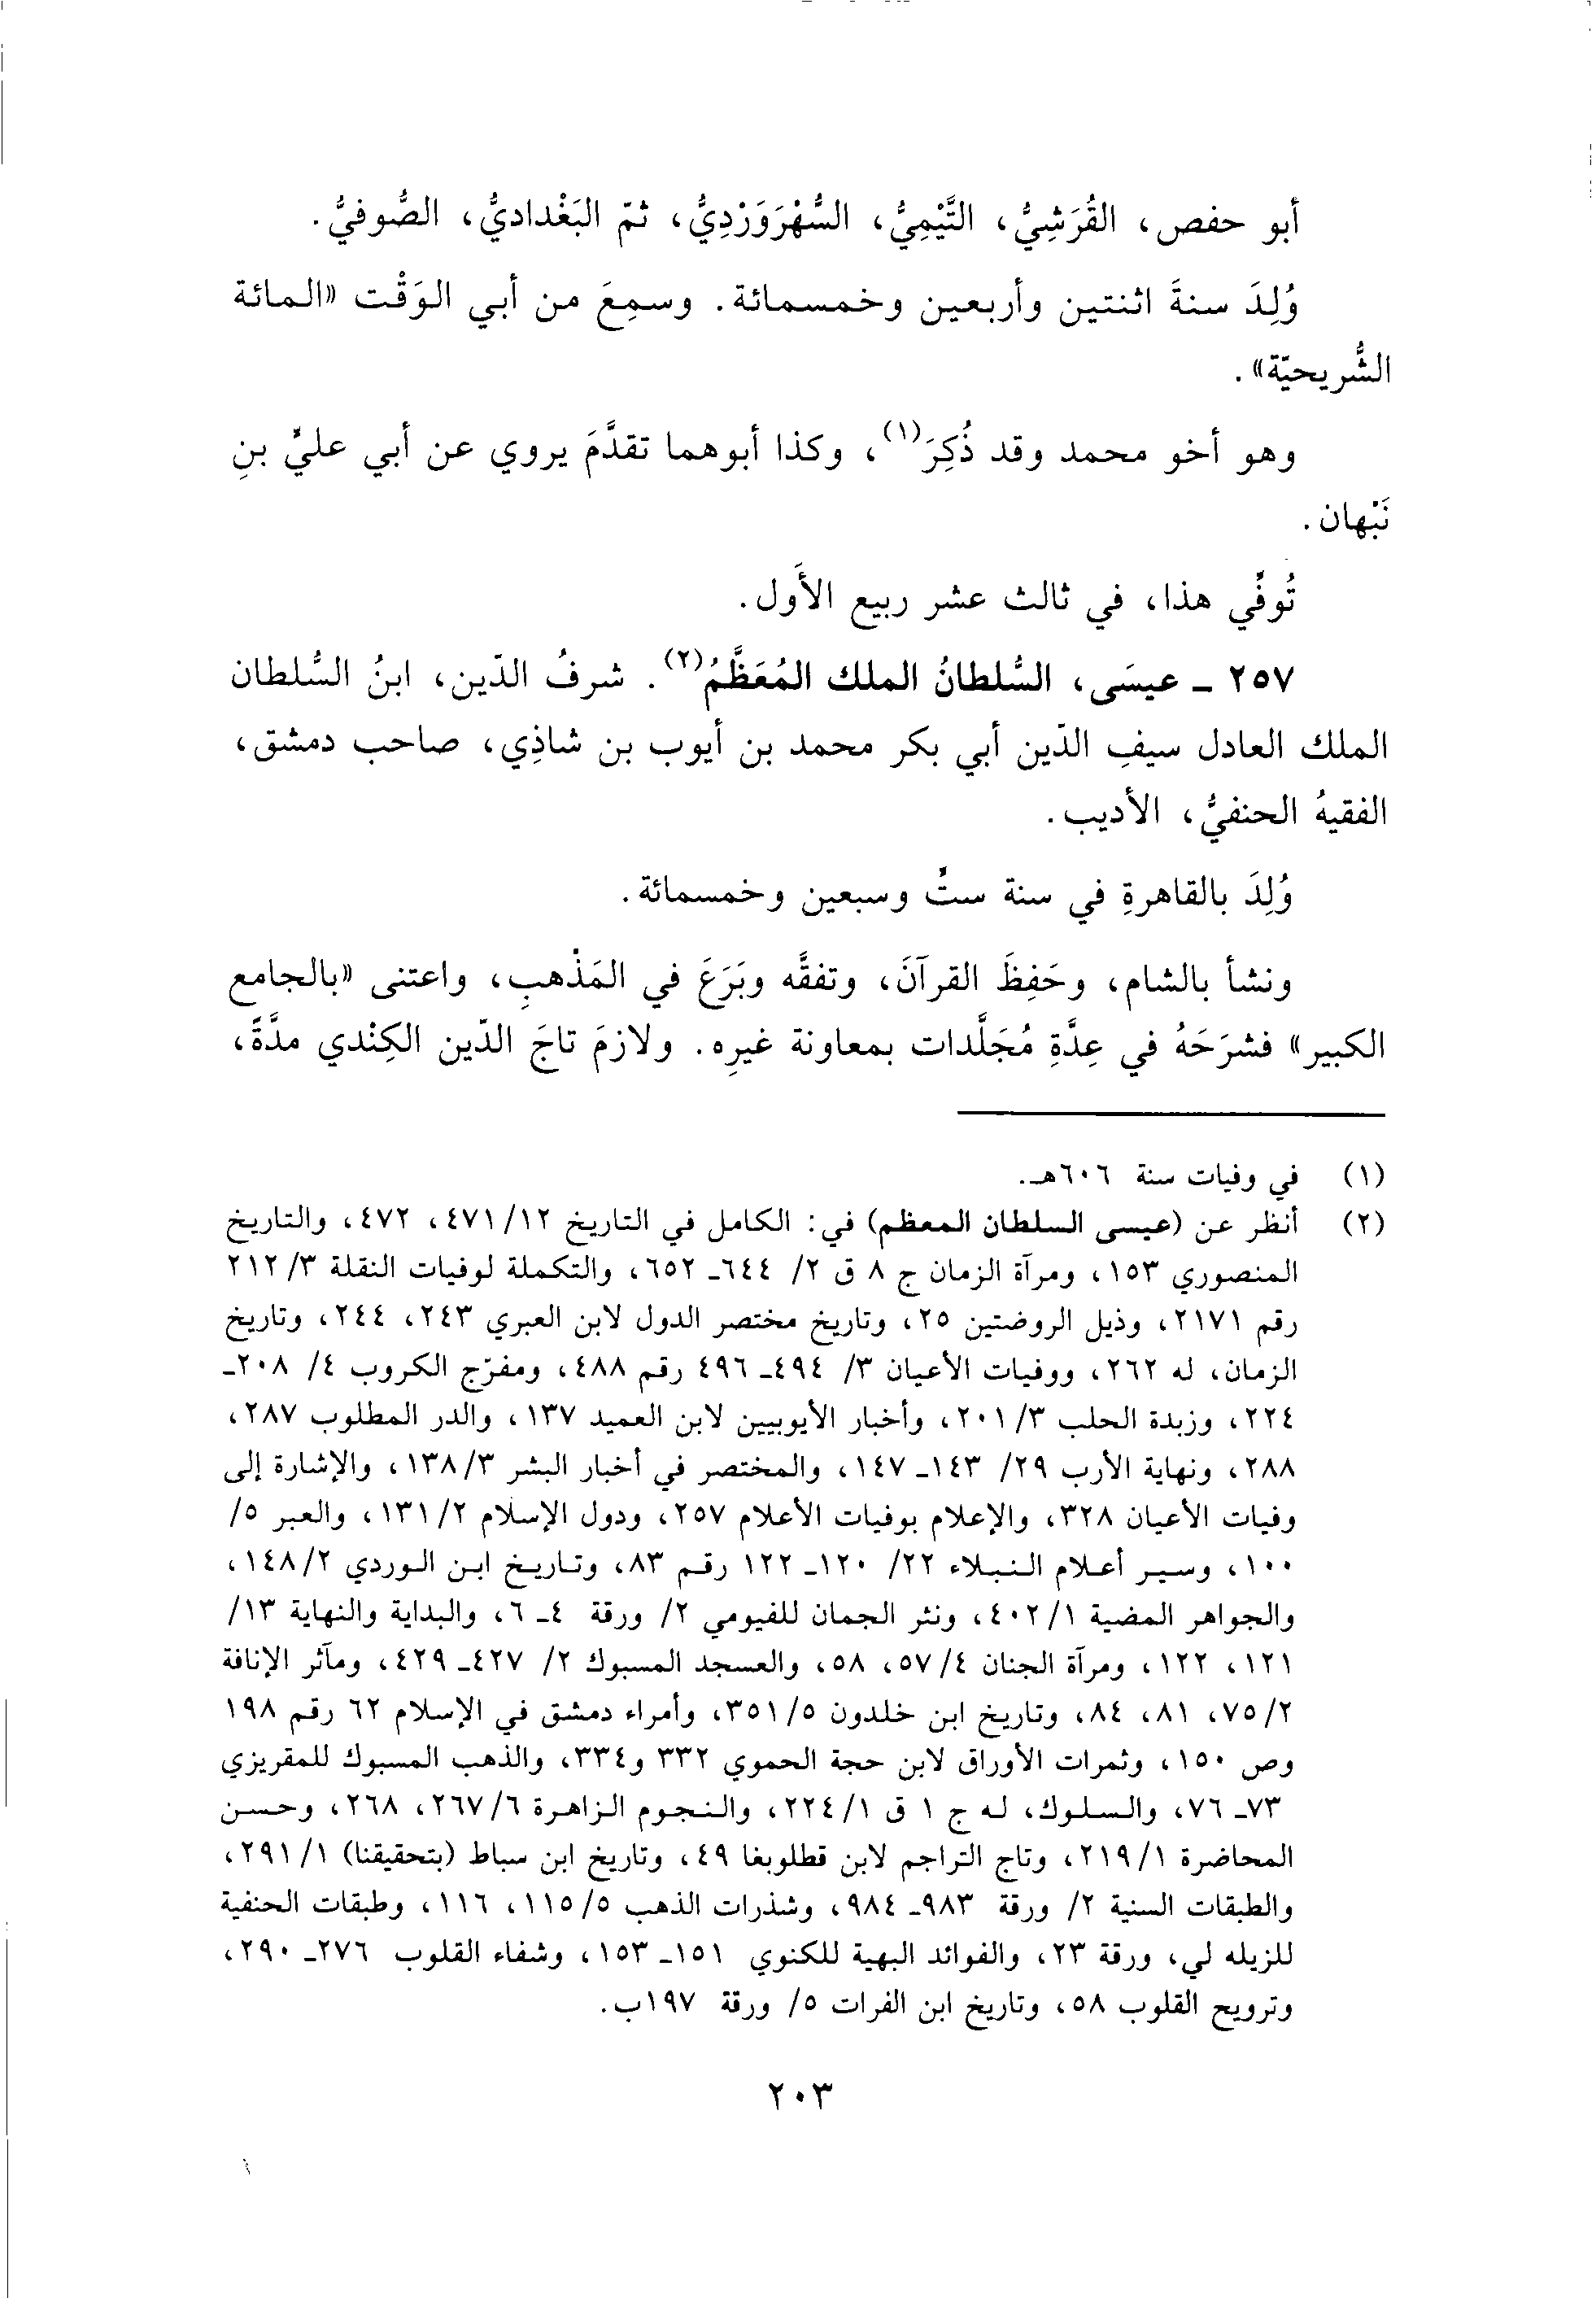 أبو حفص، القُرَشِيُّ، التَّيْمِيُّ، السُّهْرَوَرْدِيُّ، ثمّ البَغْداديُّ، الصُّوفيُّ.
وُلِدَ سنةَ اثنتين وأربعين وخمسمائة. وسمِعَ من أبي الوَقْت «المائة
الشُّريحيّة».
وهو أخو محمد وقد ذُكِرَ(١)، وكذا أبوهما تقدَّمَ يروي عن أبي عليٍّ بنِ
نَبْهان.
تُوفِّي هذا، في ثالث عشر ربيع الأَول.
٢٥٧ ـ عيسَى، السُّلطانُ الملك المُعَظَّمُ(٢). شرفُ الدّين، ابنُ السُّلطان
الملك العادل سيفِ الدّين أبي بكر محمد بن أيوب بن شاذِي، صاحب دمشق،
الفقيهُ الحنفيُّ، الأديب.
وُلِدَ بالقاهرةِ في سنة ستٍّ وسبعين وخمسمائة.
ونشأ بالشام، وحَفِظَ القرآنَ، وتفقَّه وبَرَعَ في المَذْهبِ، واعتنى «بالجامع
الكبير» فشرَحَهُ في عِدَّةِ مُجَلَّدات بمعاونة غيرِه. ولازمَ تاجَ الدّين الكِنْدي مدَّةً،
(١) في وفيات سنة ٦٠٦هـ.
(٢) أنظر عن (عيسى السلطان المعظم) في: الكامل في التاريخ ١٢/ ٤٧١، ٤٧٢، والتاريخ
المنصوري ١٥٣، ومرآة الزمان ج ٨ ق ٢/ ٦٤٤ـ ٦٥٢، والتكملة لوفيات النقلة ٣/ ٢١٢
رقم ٢١٧١، وذيل الروضتين ٢٥، وتاريخ مختصر الدول لابن العبري ٢٤٣، ٢٤٤، وتاريخ
الزمان، له ٢٦٢، ووفيات الأعيان ٣/ ٤٩٤ـ ٤٩٦ رقم ٤٨٨، ومفرّج الكروب ٤/ ٢٠٨ـ
٢٢٤، وزبدة الحلب ٣/ ٢٠١، وأخبار الأيوبيين لابن العميد ١٣٧، والدر المطلوب ٢٨٧،
٢٨٨، ونهاية الأرب ٢٩/ ١٤٣ـ ١٤٧، والمختصر في أخبار البشر ٣/ ١٣٨، والإشارة إلى
وفيات الأعيان ٣٢٨، والإعلام بوفيات الأعلام ٢٥٧، ودول الإسلام ٢/ ١٣١، والعبر ٥/
١٠٠، وسير أعلام النبلاء ٢٢/ ١٢٠ـ ١٢٢ رقم ٨٣، وتاريخ ابن الوردي ٢/ ١٤٨،
والجواهر المضية ١/ ٤٠٢، ونثر الجمان للفيومي ٢/ ورقة ٤ـ ٦، والبداية والنهاية ١٣/
١٢١، ١٢٢، ومرآة الجنان ٤/ ٥٧، ٥٨، والعسجد المسبوك ٢/ ٤٢٧ـ ٤٢٩، ومآثر الإنافة
٢/ ٧٥، ٨١، ٨٤، وتاريخ ابن خلدون ٥/ ٣٥١، وأمراء دمشق في الإسلام ٦٢ رقم ١٩٨
وص ١٥٠، وثمرات الأوراق لابن حجة الحموي ٣٣٢ و٣٣٤، والذهب المسبوك للمقريزي
٧٣ـ ٧٦، والسلوك، له ج ١ ق ١/ ٢٢٤، والنجوم الزاهرة ٦/ ٢٦٧، ٢٦٨، وحسن
المحاضرة ١/ ٢١٩، وتاج التراجم لابن قطلوبغا ٤٩، وتاريخ ابن سباط (بتحقيقنا) ١/ ٢٩١،
والطبقات السنية ٢/ ورقة ٩٨٣ـ ٩٨٤، وشذرات الذهب ٥/ ١١٥، ١١٦، وطبقات الحنفية
للزيله لي، ورقة ٢٣، والفوائد البهية للكنوي ١٥١ـ ١٥٣، وشفاء القلوب ٢٧٦ـ ٢٩٠،
وترويح القلوب ٥٨، وتاريخ ابن الفرات ٥/ ورقة ١٩٧ب.
٢٠٣